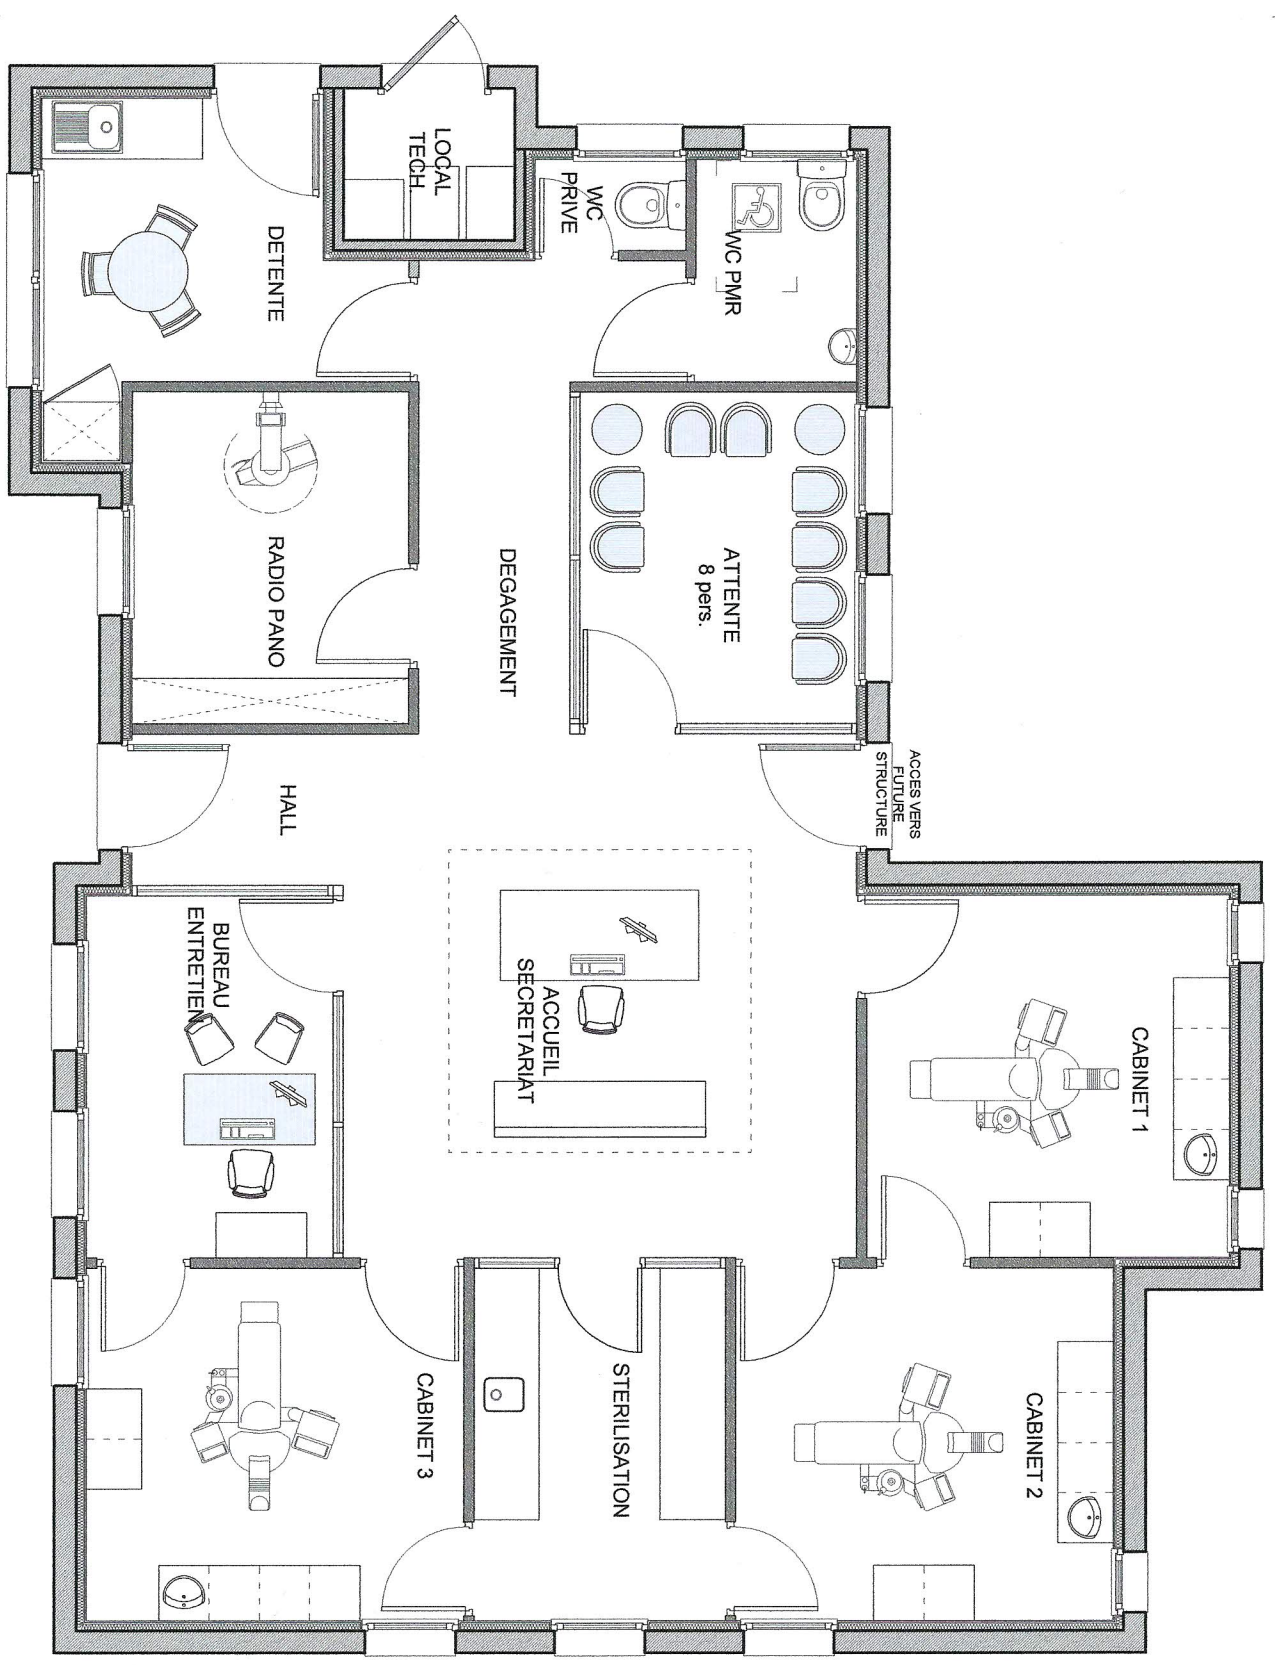 LOCAL
TECH.
WC
PRIVE
WC PMR
DETENTE
RADIO PANO
DEGAGEMENT
ATTENTE
8 pers.
ACCES VERS
FUTURE
STRUCTURE
HALL
BUREAU
ENTRETIEN
ACCUEIL
SECRETARIAT
CABINET 1
CABINET 2
STERILISATION
CABINET 3